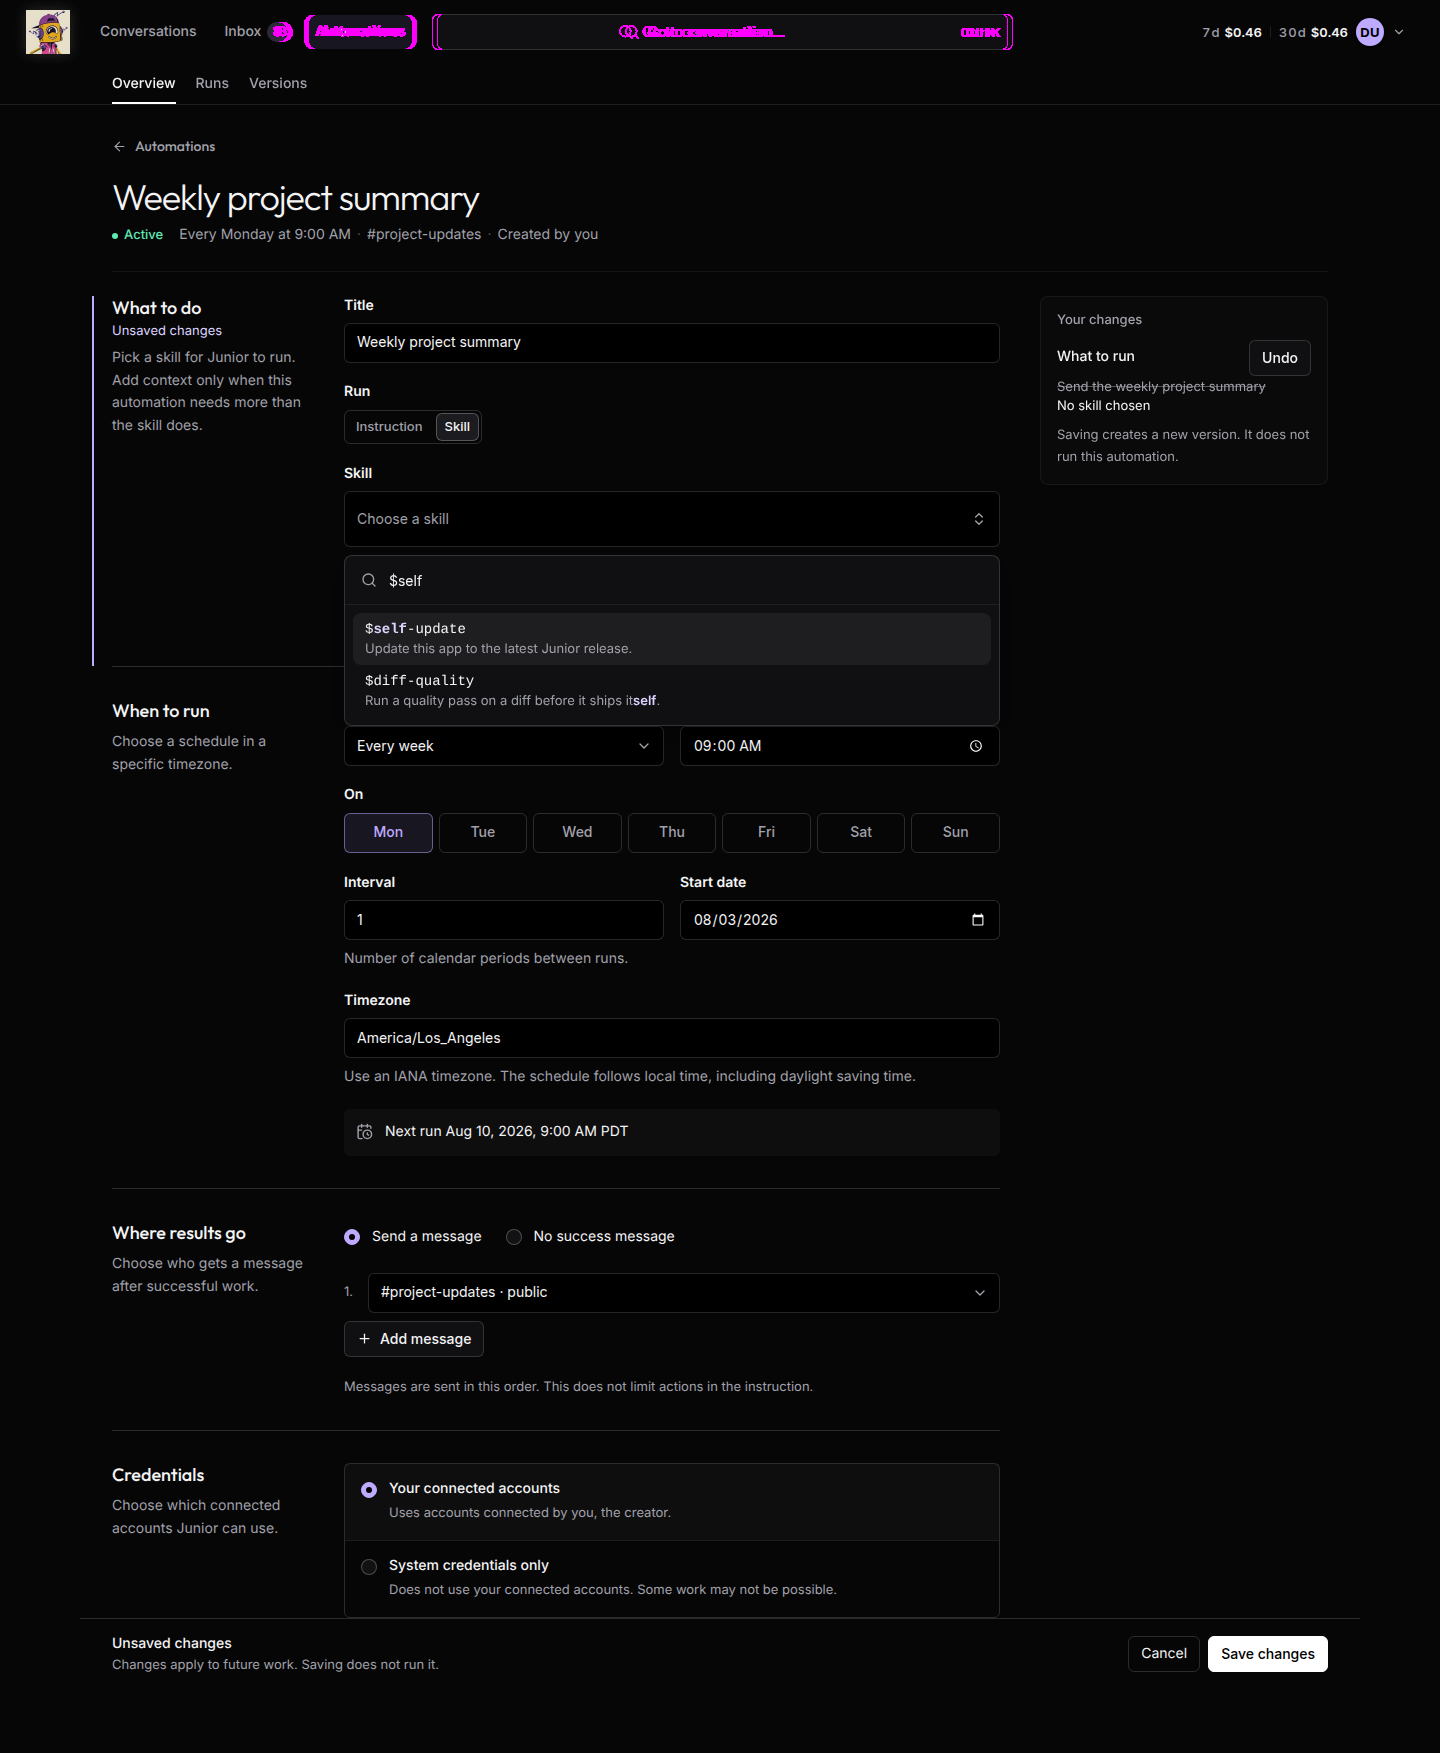 Conversations
Inbox
7d $0.46 30d $0.46 DU
Overview
Runs
Versions
Automations
Weekly project summary
Active Every Monday at 9:00 AM · #project-updates · Created by you
What to do
Unsaved changes
Pick a skill for Junior to run.
Add context only when this
automation needs more than
the skill does.
Title
Weekly project summary
Run
Instruction
Skill
Skill
Choose a skill
$self
$self-update
Update this app to the latest Junior release.
$diff-quality
Run a quality pass on a diff before it ships itself.
Your changes
What to run
Undo
Send the weekly project summary
No skill chosen
Saving creates a new version. It does not
run this automation.
When to run
Choose a schedule in a
specific timezone.
Every week
09:00 AM
On
Mon
Tue
Wed
Thu
Fri
Sat
Sun
Interval
Start date
1
08/03/2026
Number of calendar periods between runs.
Timezone
America/Los_Angeles
Use an IANA timezone. The schedule follows local time, including daylight saving time.
Next run Aug 10, 2026, 9:00 AM PDT
Where results go
Choose who gets a message
after successful work.
Send a message
No success message
1.
#project-updates · public
Add message
Messages are sent in this order. This does not limit actions in the instruction.
Credentials
Choose which connected
accounts Junior can use.
Your connected accounts
Uses accounts connected by you, the creator.
System credentials only
Does not use your connected accounts. Some work may not be possible.
Unsaved changes
Changes apply to future work. Saving does not run it.
Cancel
Save changes